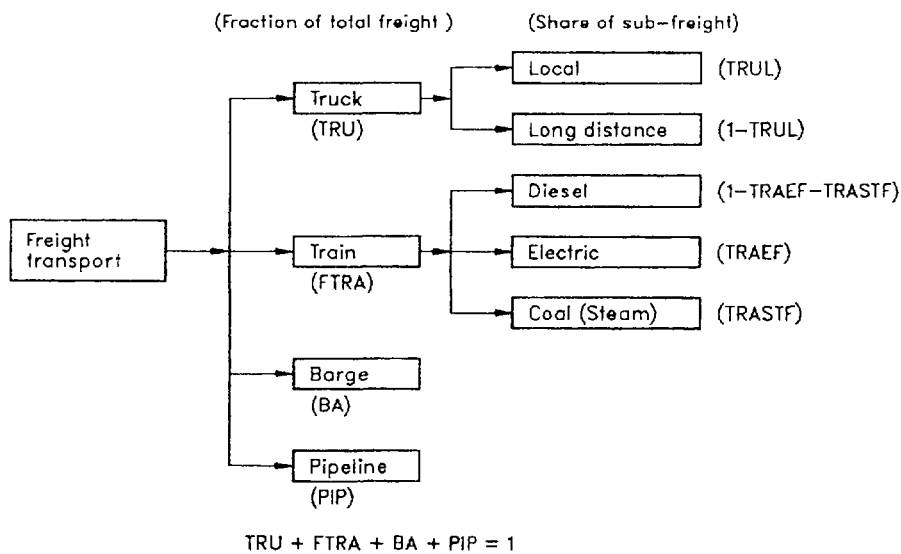 (Fraction of total freight )
(Share of sub-freight)
Local
(TRUL)
Truck
(TRU)
Long distance
(1-TRUL)
Diesel
(1-TRAEF-TRASTF)
Freight
transport
Train
(FTRA)
Electric
(TRAEF)
Coal (Steam)
(TRASTF)
Barge
(BA)
Pipeline
(PIP)
TRU + FTRA + BA + PIP = 1